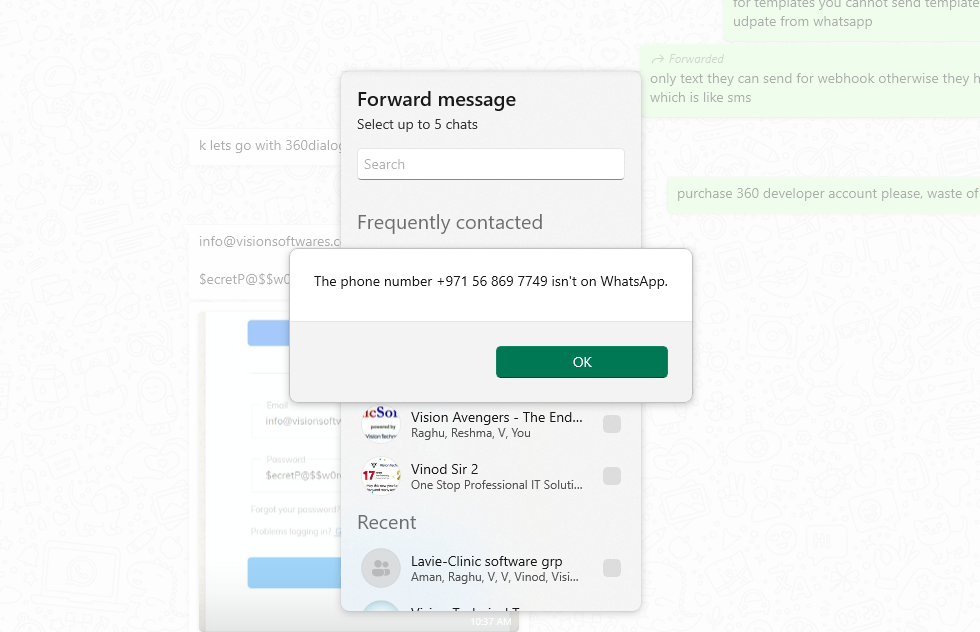 for templates you cannot send template
udpate from whatsapp
Forwarded
only text they can send for webhook otherwise they h
which is like sms
Forward message
Select up to 5 chats
k lets go with 360dialog
Search
purchase 360 developer account please, waste of
Frequently contacted
info@visionsoftwares.c
$ecretP@$$w0
The phone number +971 56 869 7749 isn't on WhatsApp.
OK
Email
info@visionsoftw
Password
$ecretP@$$w0r
Forgot your password?
Problems logging in?
powered by
Vision Avengers - The End...
Raghu, Reshma, V, You
17
Vinod Sir 2
One Stop Professional IT Soluti...
Recent
Lavie-Clinic software grp
Aman, Raghu, V, V, Vinod, Visi...
10:37 AM